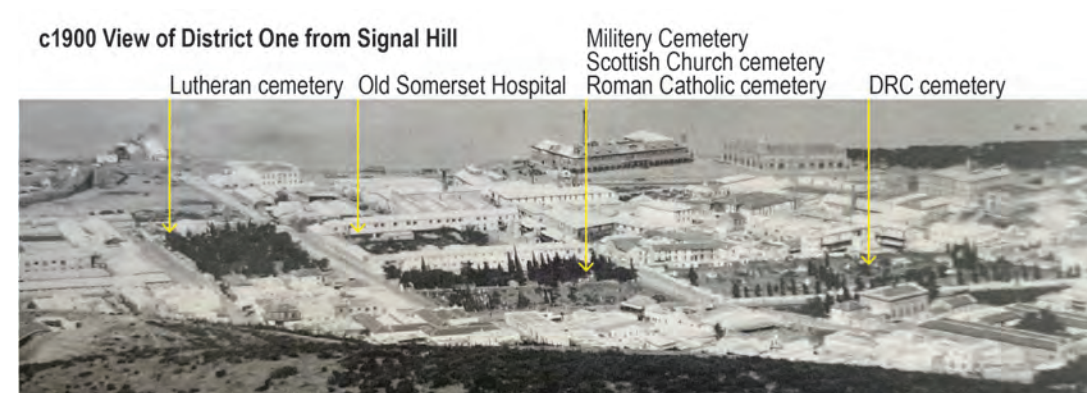 c1900 View of District One from Signal Hill
Militery Cemetery
Scottish Church cemetery
Lutheran cemetery
Old Somerset Hospital
Roman Catholic cemetery
DRC cemetery